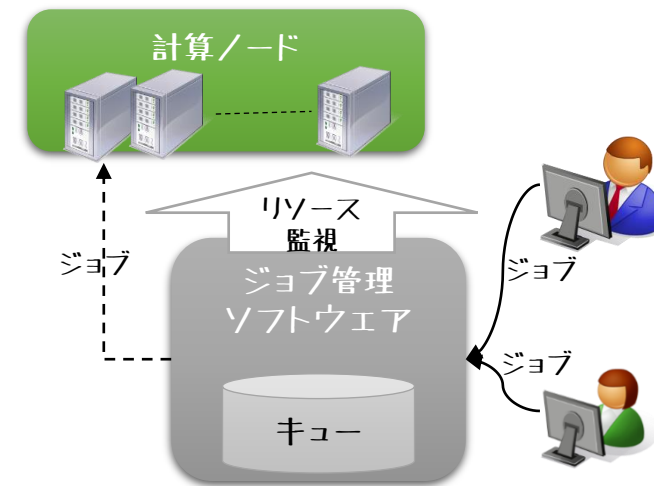 計算ノード
リソース
監視
ジョブ
ジョブ
ジョブ管理
ソフトウェア
ジョブ
キュー